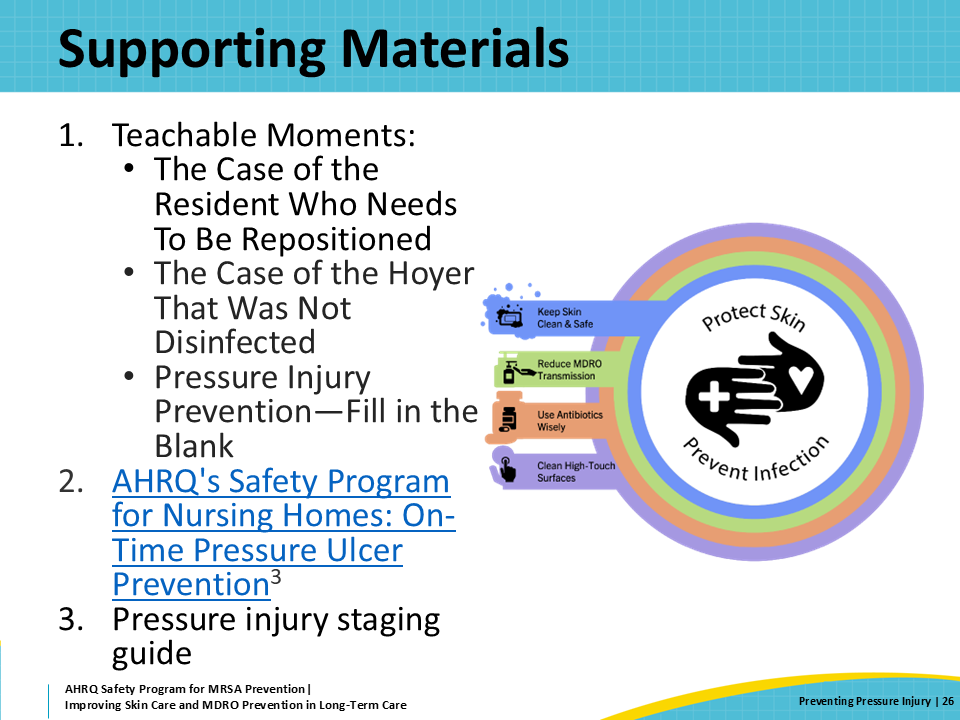 Supporting Materials
1. Teachable Moments:
• The Case of the
Resident Who Needs
To Be Repositioned
• The Case of the Hoyer
That Was Not
Disinfected
• Pressure Injury
Prevention—Fill in the
Blank
2. AHRQ's Safety Program
for Nursing Homes: On-
Time Pressure Ulcer
Prevention3
3. Pressure injury staging
guide
Keep Skin
Clean & Safe
Reduce MDRO
Transmission
Use Antibiotics
Wisely
Clean High-Touch
Surfaces
Protect Skin
Prevent Infection
AHRQ Safety Program for MRSA Prevention|
Improving Skin Care and MDRO Prevention in Long-Term Care
Preventing Pressure Injury | 26